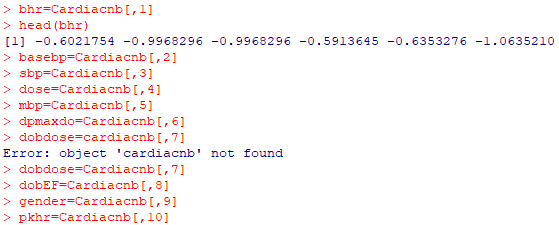 > bhr=Cardiacnb[,1]
> head(bhr)
[1] -0.6021754 -0.9968296 -0.9968296 -0.5913645 -0.6353276 -1.0635210
> basebp=Cardiacnb[,2]
> sbp=Cardiacnb[,3]
> dose=Cardiacnb[,4]
> mbp=Cardiacnb[,5]
> dpmaxdo=Cardiacnb[,6]
> dobdose=cardiacnb[,7]
Error: object 'cardiacnb' not found
> dobdose=Cardiacnb[,7]
> dobEF=Cardiacnb[,8]
> gender=Cardiacnb[,9]
> pkhr=Cardiacnb[,10]